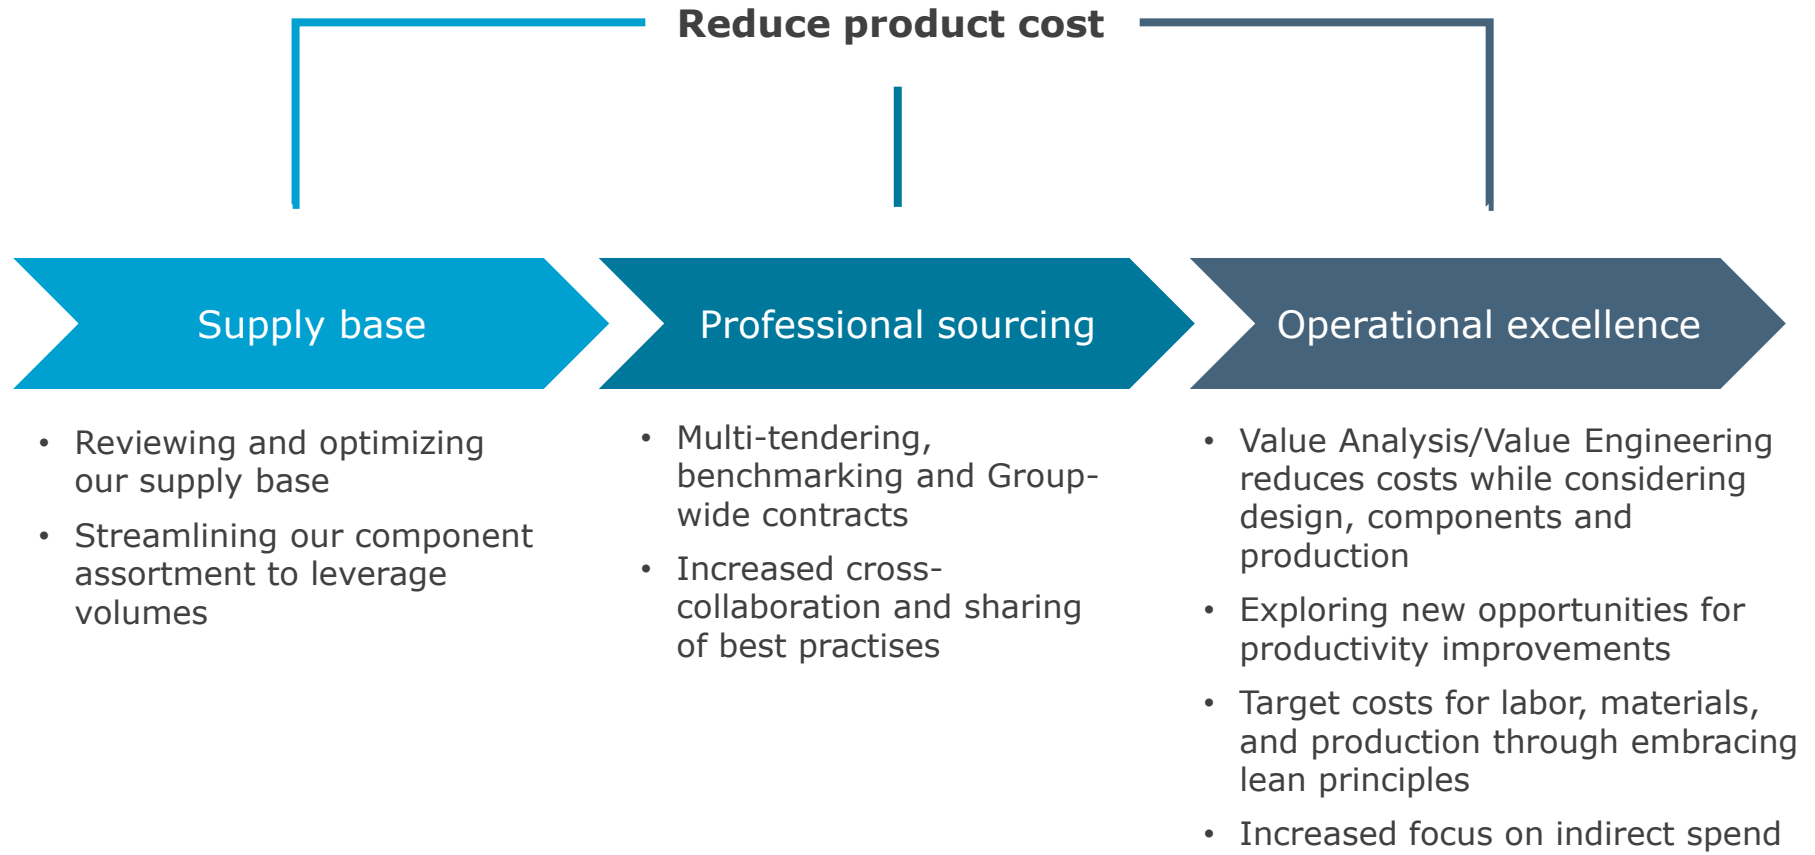 Reduce product cost
Supply base
• Reviewing and optimizing
our supply base
• Streamlining our component
assortment to leverage
volumes
Professional sourcing
• Multi-tendering,
benchmarking and Group-
wide contracts
• Increased cross-
collaboration and sharing
of best practises
Operational excellence
• Value Analysis/Value Engineering
reduces costs while considering
design, components and
production
• Exploring new opportunities for
productivity improvements
• Target costs for labor, materials,
and production through embracing
lean principles
• Increased focus on indirect spend